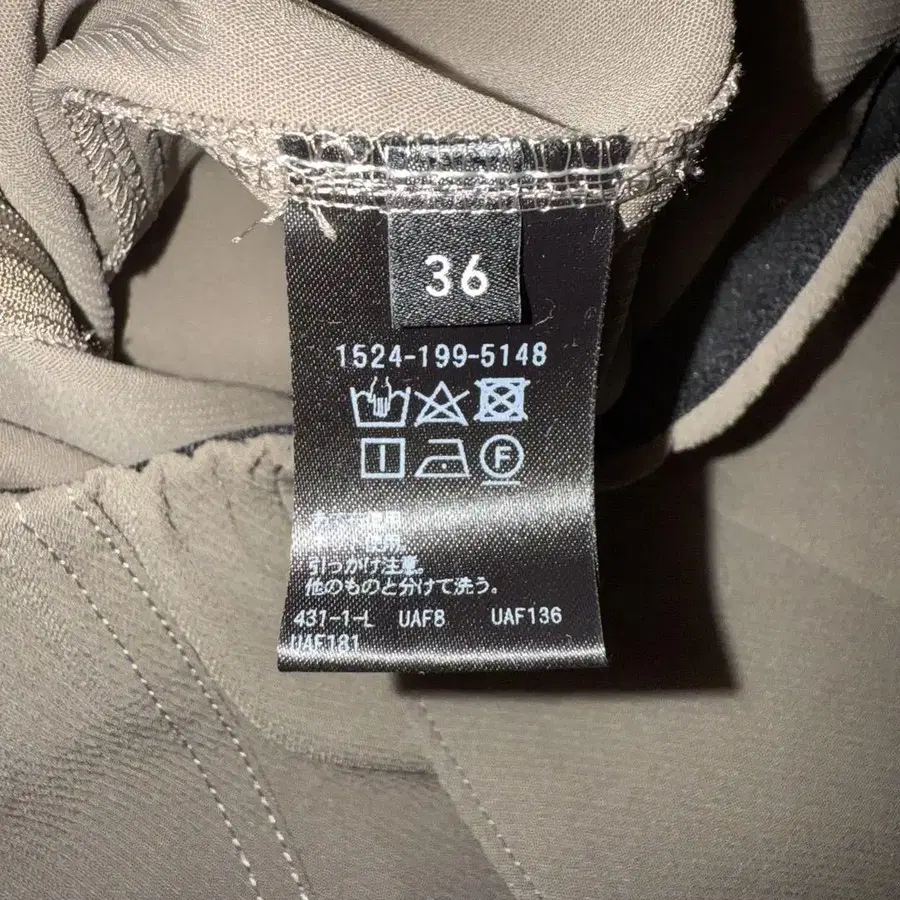 36
1524-199-5148
F
引っかけ注意。
他のものと分けて洗う。
431-1-L UAF8 UAF136
UAF181